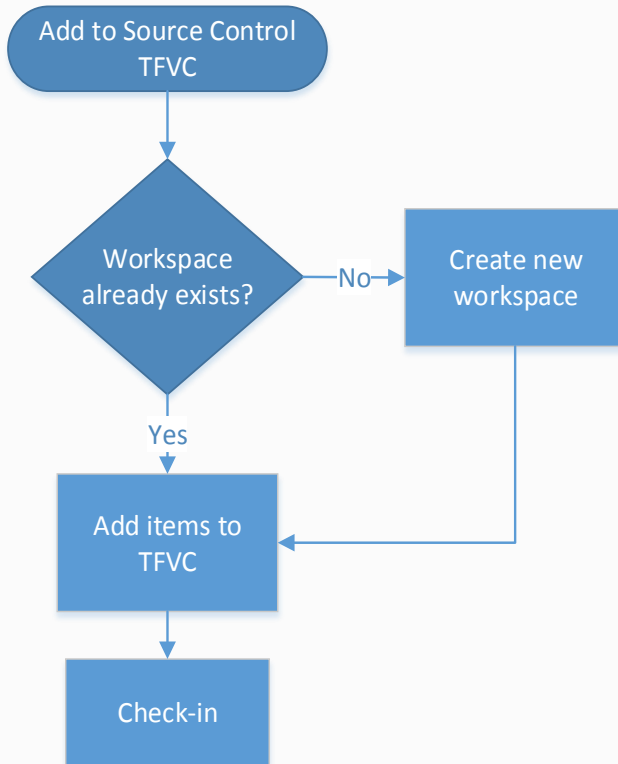 Add to Source Control
TFVC
Workspace
already exists?
No
Create new
workspace
Yes
Add items to
TFVC
Check-in